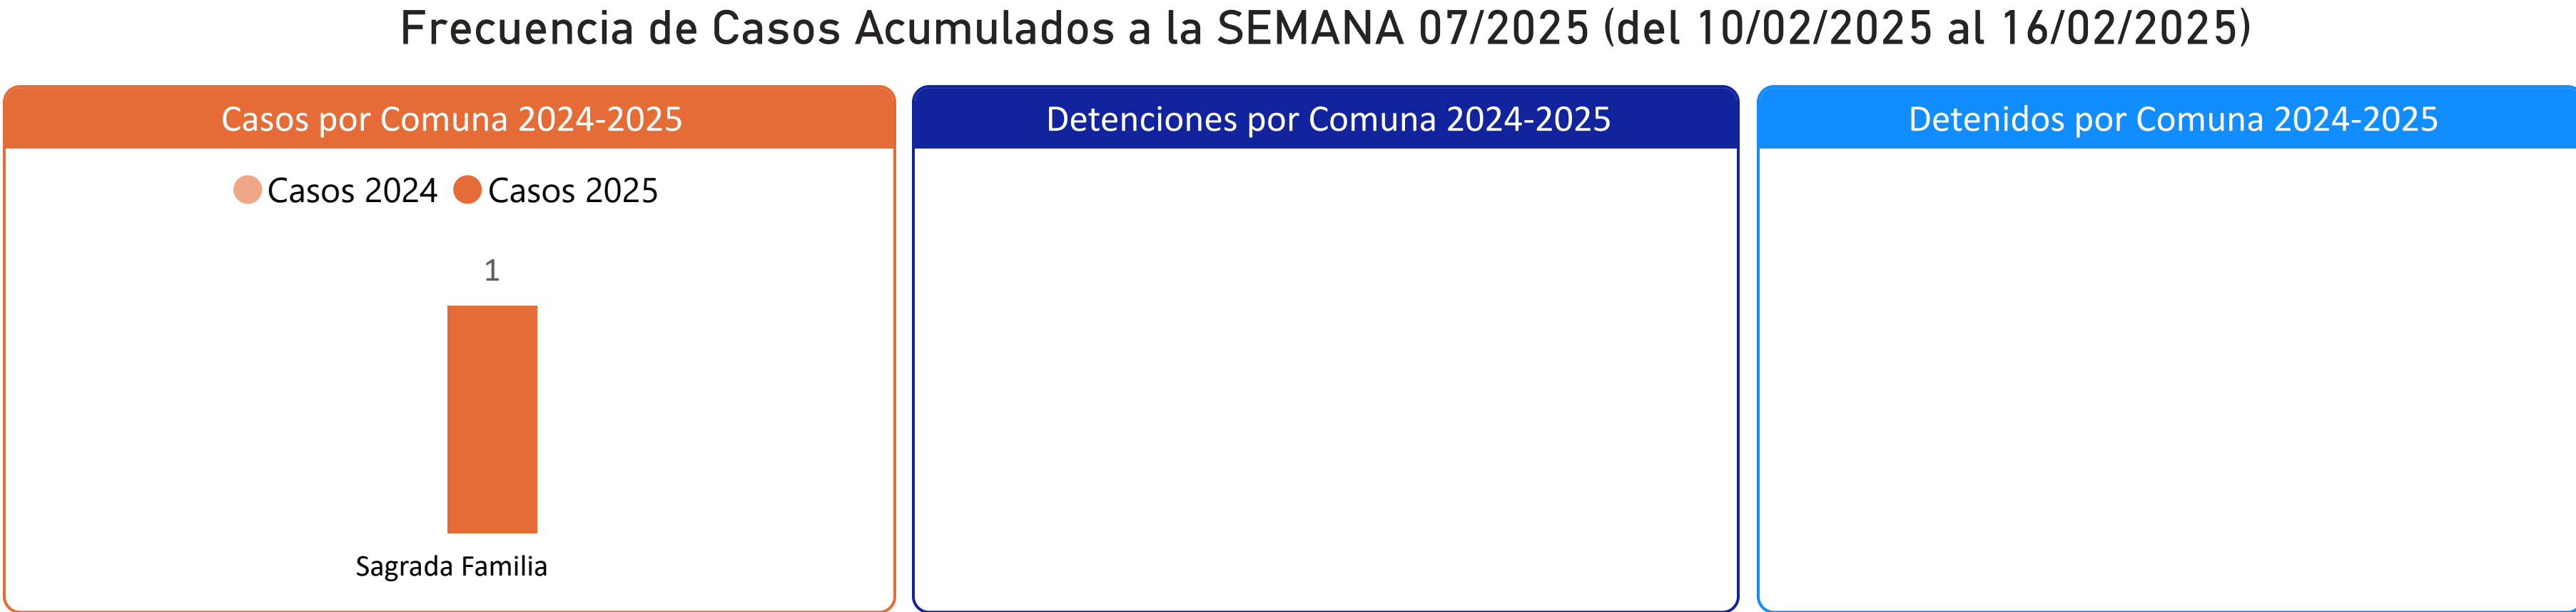 Frecuencia de Casos Acumulados a la SEMANA 07/2025 (del 10/02/2025 al 16/02/2025)
Casos por Comuna 2024-2025
Casos 2024 Casos 2025
1
Sagrada Familia
Detenciones por Comuna 2024-2025
Detenidos por Comuna 2024-2025